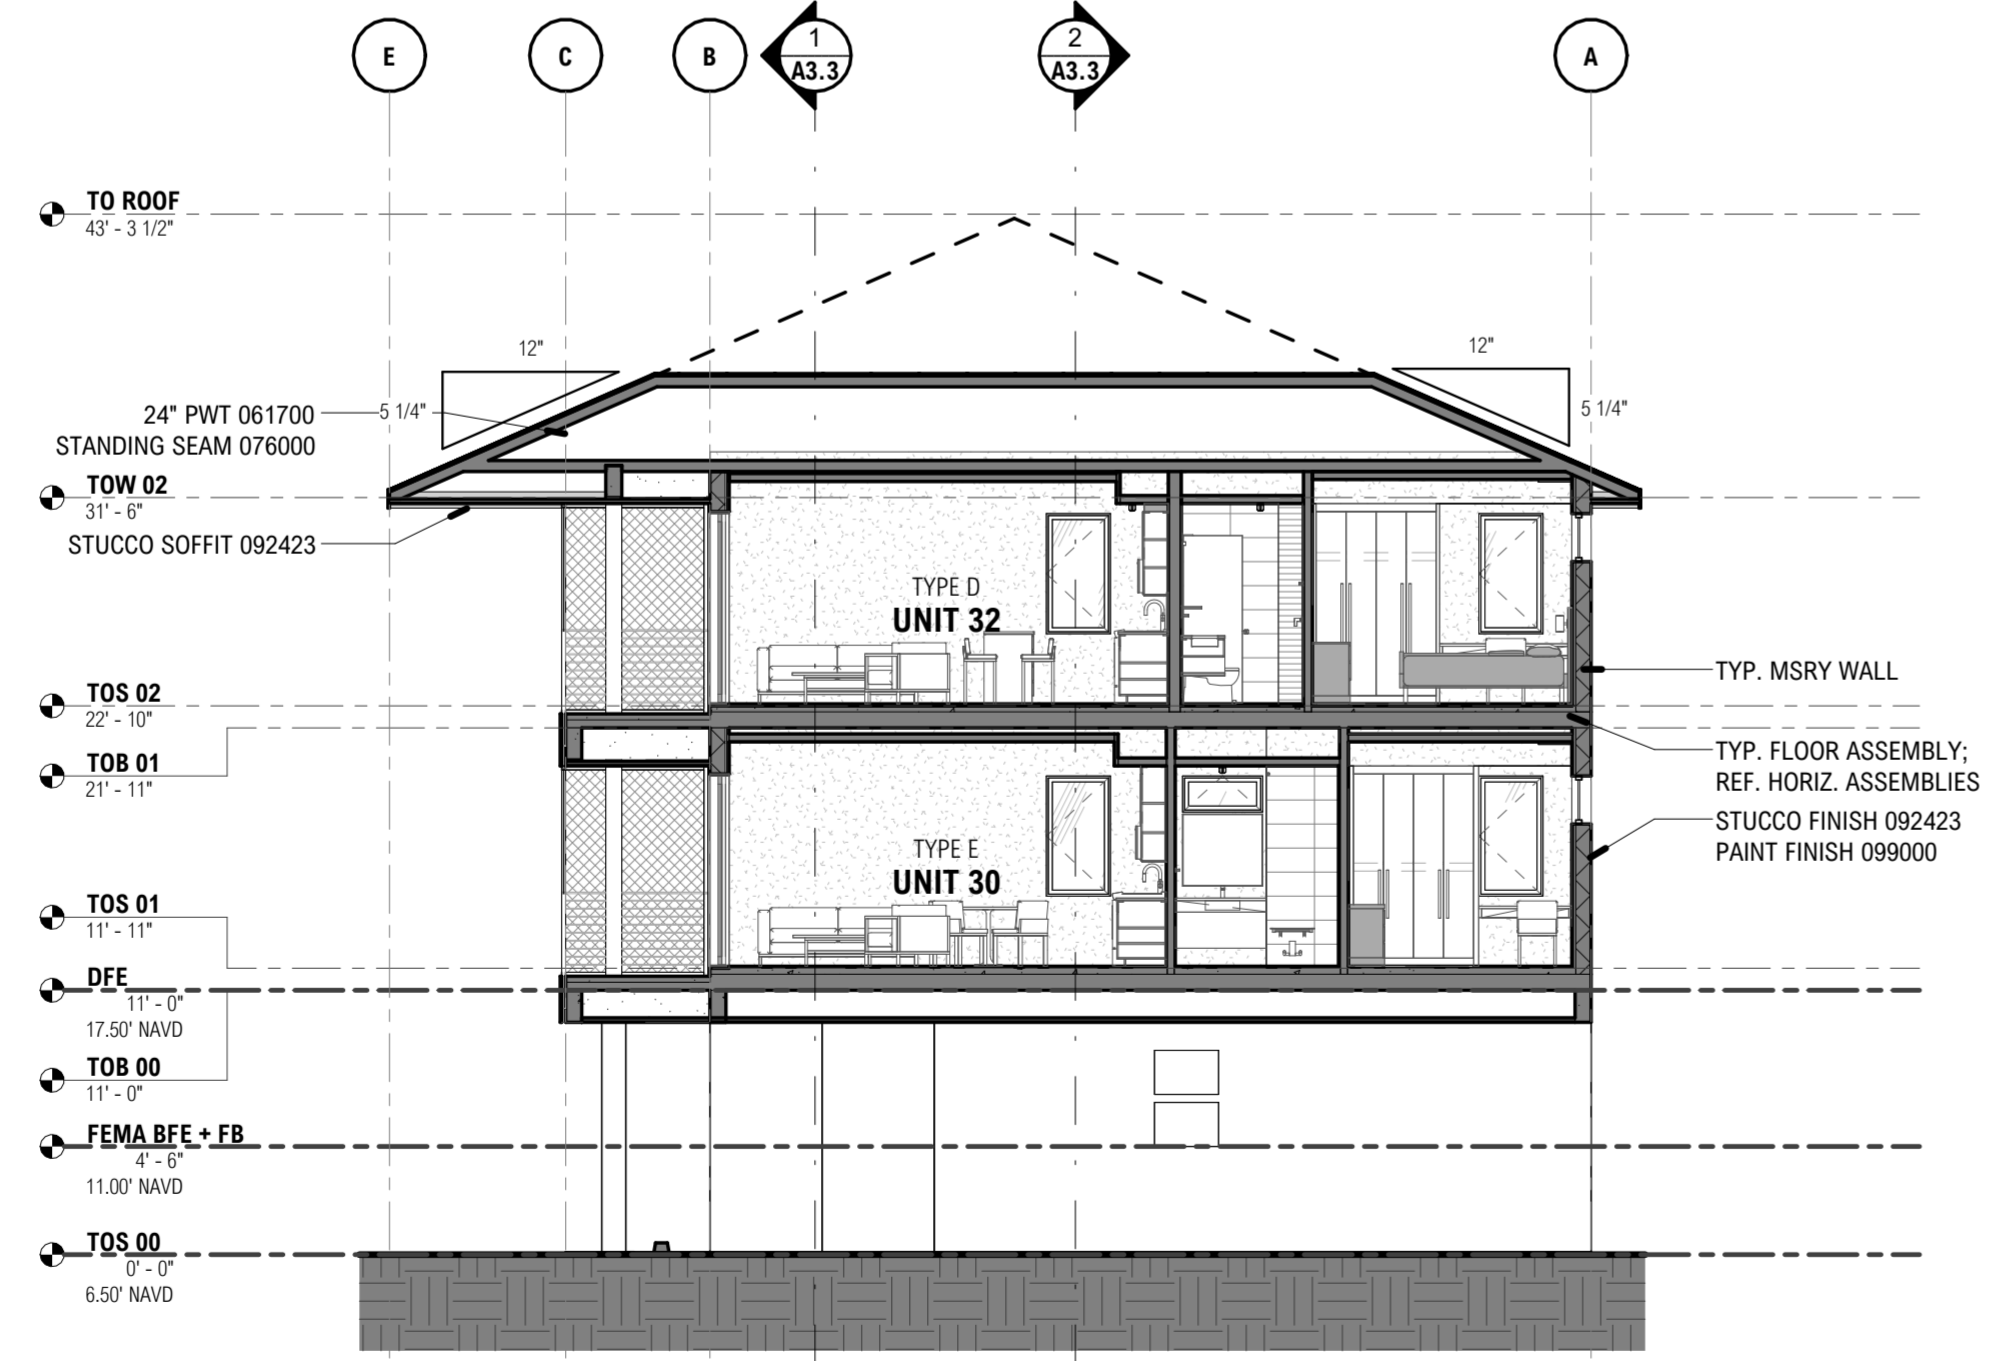 E
C
B
1
A3.3
2
A3.3
A
TO ROOF
43' - 3 1/2"
12"
12"
24" PWT 061700
STANDING SEAM 076000
5 1/4"
5 1/4"
TOW 02
31' - 6"
STUCCO SOFFIT 092423
TYPE D
UNIT 32
TYP. MSRY WALL
TOS 02
22' - 10"
TOB 01
21' - 11"
TYP. FLOOR ASSEMBLY;
REF. HORIZ. ASSEMBLIES
STUCCO FINISH 092423
PAINT FINISH 099000
TYPE E
UNIT 30
TOS 01
11' - 11"
DFE
11' - 0"
17.50' NAVD
TOB 00
11' - 0"
FEMA BFE + FB
4' - 6"
11.00' NAVD
TOS 00
0' - 0"
6.50' NAVD